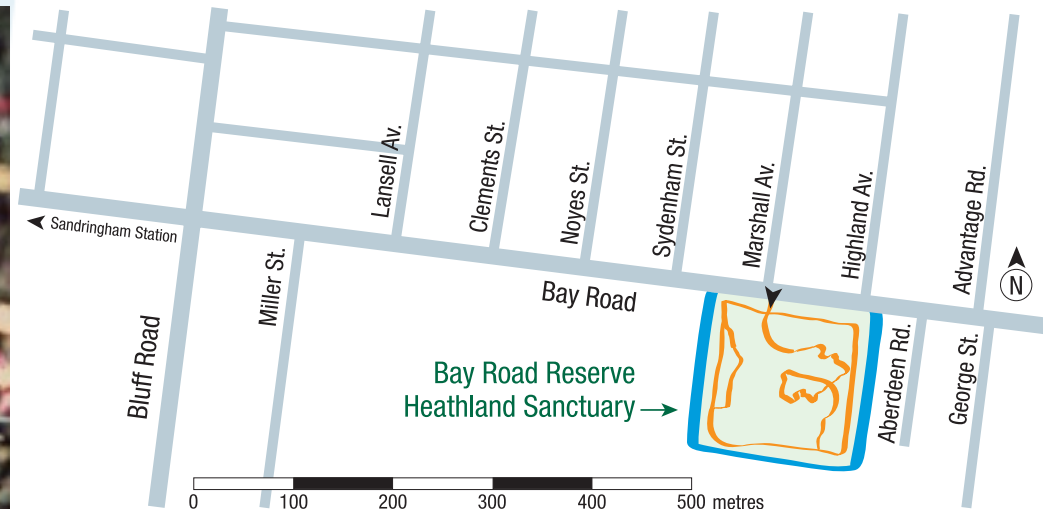 Lansell Av.
Clements St.
Noyes St.
Sydenham St.
Marshall Av.
Highland Av.
Advantage Rd.
Sandringham Station
Miller St.
Bay Road
N
Bluff Road
Bay Road Reserve
Heathland Sanctuary
Aberdeen Rd.
George St.
0 100 200 300 400 500 metres